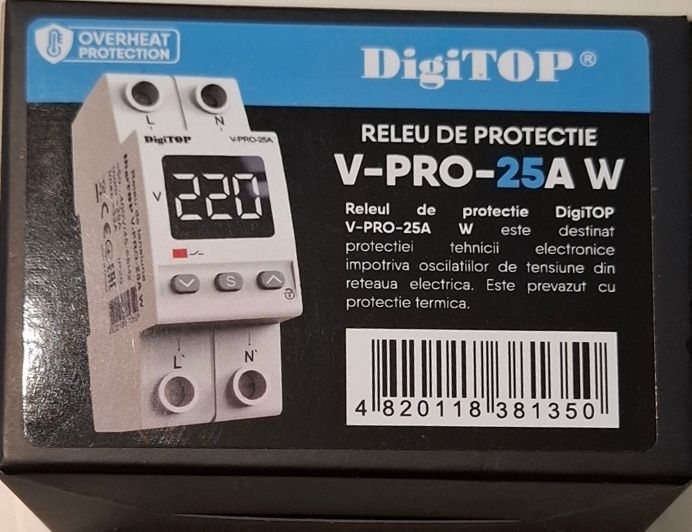 OVERHEAT
PROTECTION
DigiTOP®
RELEU DE PROTECTIE
V-PRO-25A W
Releul de protectie DigiTOP
V-PRO-25A W este destinat
protectiei tehnicii electronice
impotriva oscilatiilor de tensiune din
reteaua electrica. Este prevazut cu
protectie termica.
L N
DigiTOP V-PRO-25A
V 220
S
L` N`
4 820118 381350